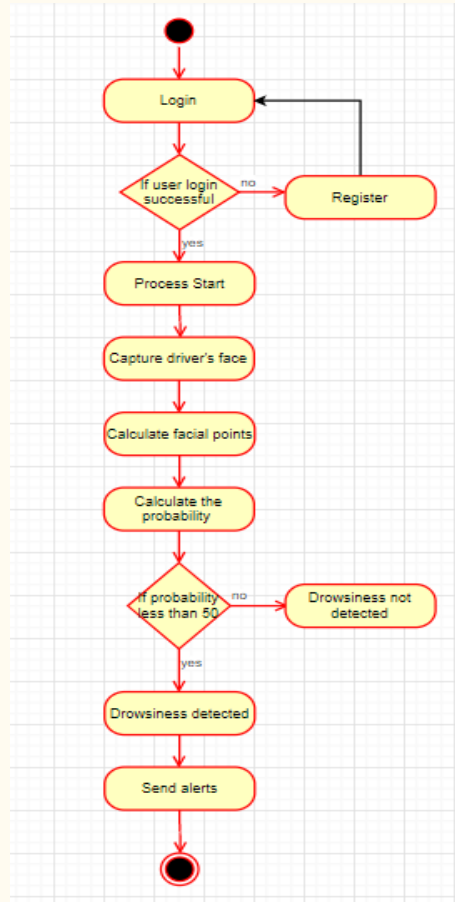 Login
If user login
successful
no
Register
yes
Process Start
Capture driver's face
Calculate facial points
Calculate the
probability
If probability
less than 50
no
Drowsiness not
detected
yes
Drowsiness detected
Send alerts